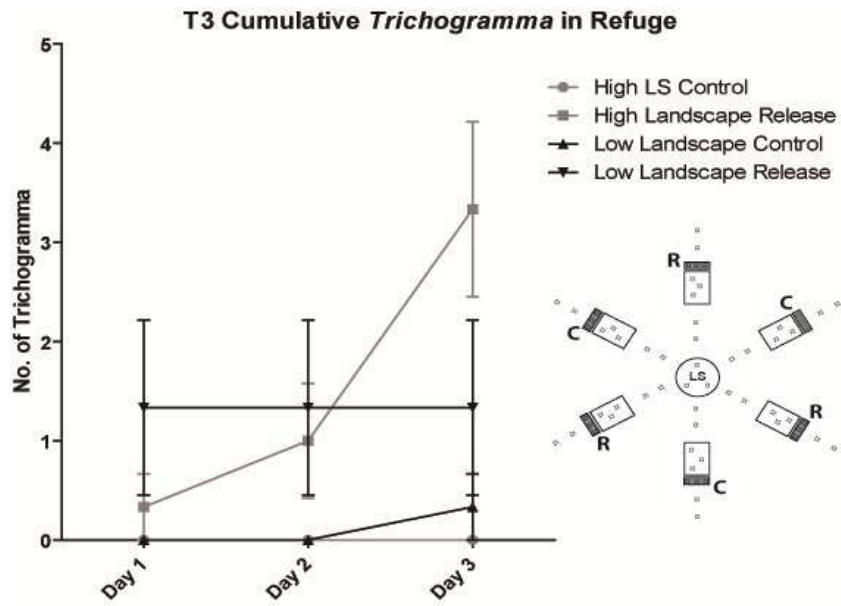 T3 Cumulative Trichogramma in Refuge
5
4
3
2
1
0
No. of Trichogramma
Day 1
Day 2
Day 3
High LS Control
High Landscape Release
Low Landscape Control
Low Landscape Release
R
C
C
LS
R
R
C